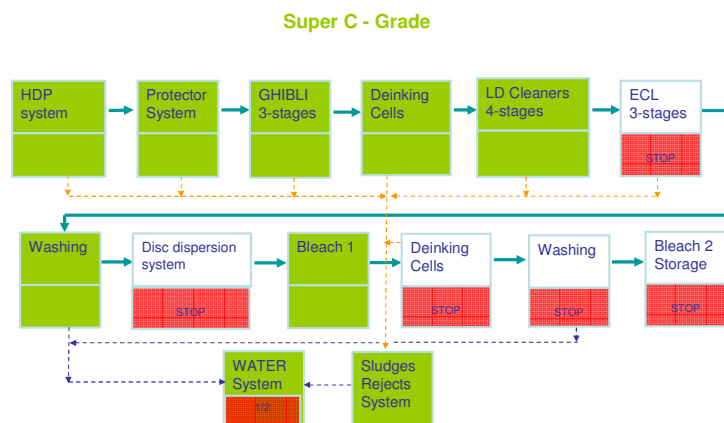 Super C - Grade
HDP
system
Protector
System
GHIBLI
3-stages
Deinking
Cells
LD Cleaners
4-stages
ECL
3-stages
STOP
Washing
Disc dispersion
system
STOP
Bleach 1
Deinking
Cells
STOP
Washing
STOP
Bleach 2
Storage
STOP
WATER
System
1/2
Sludges
Rejects
System